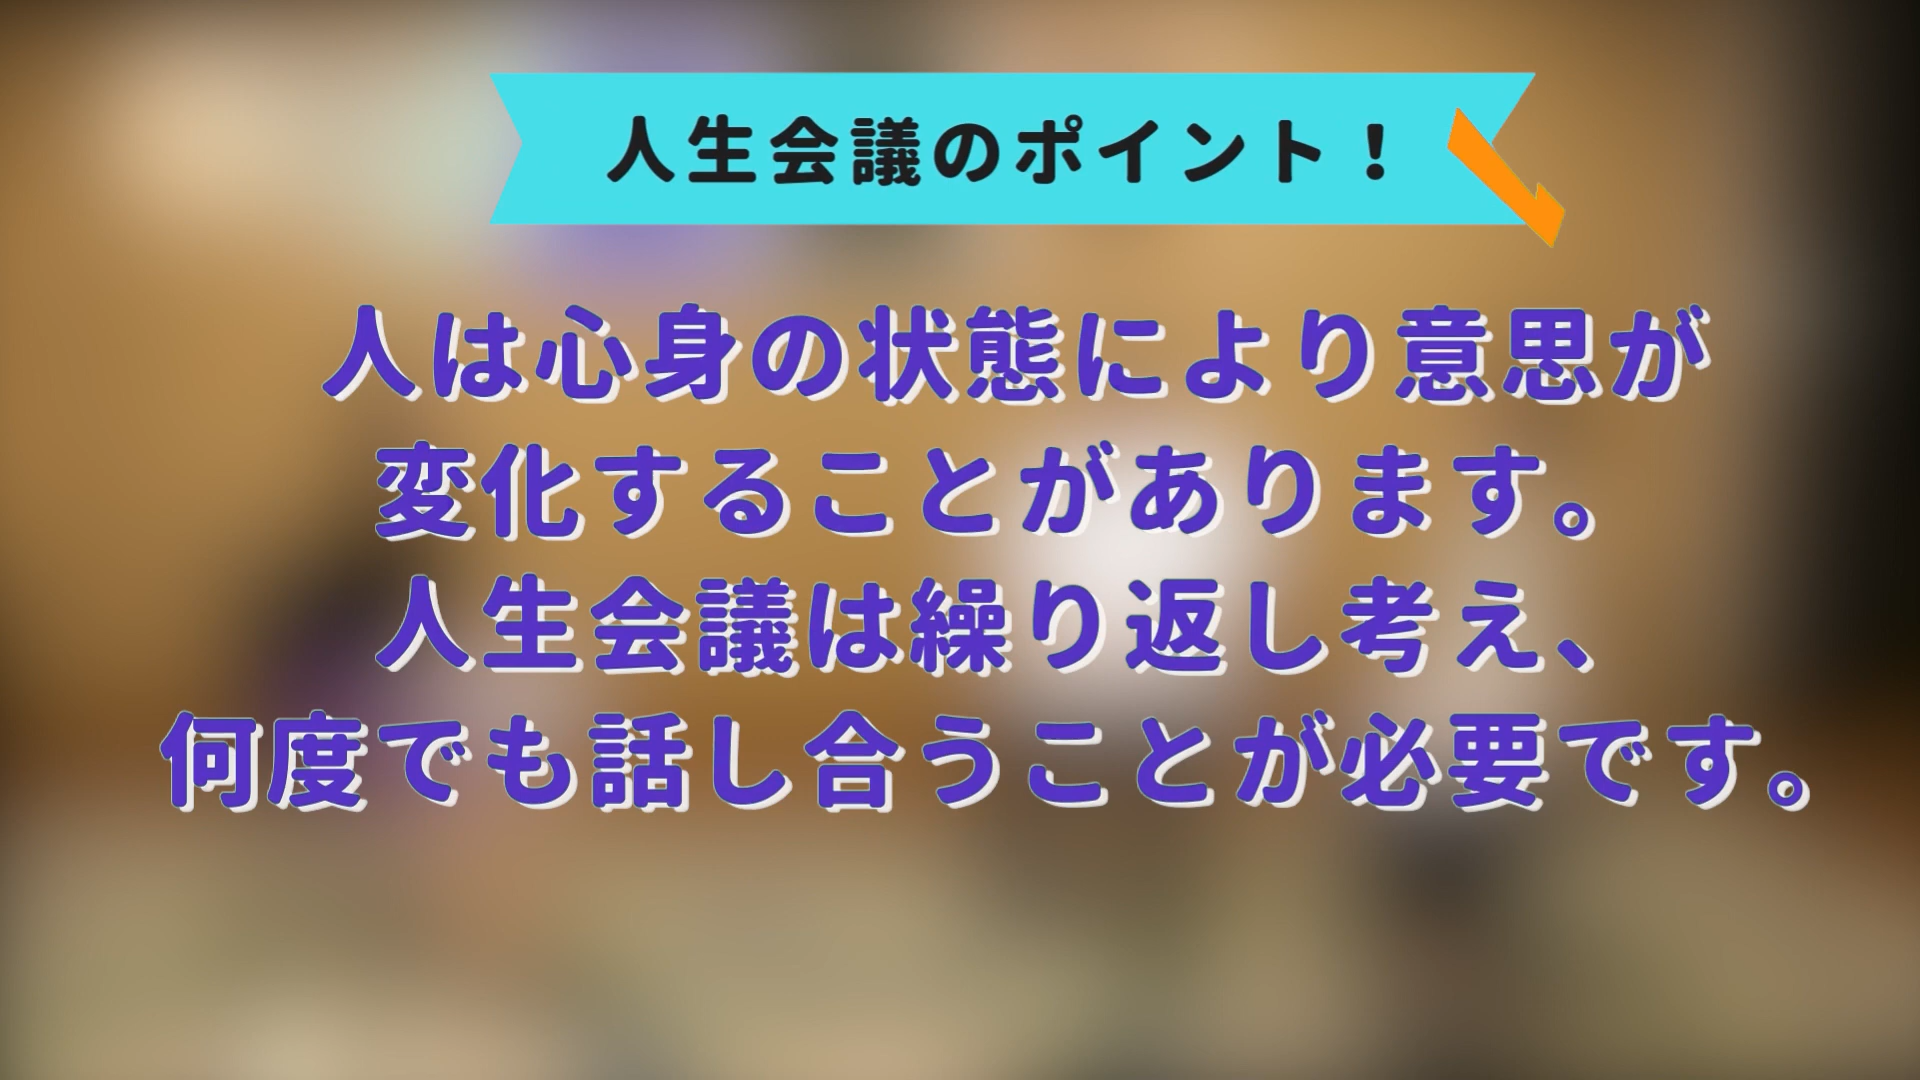 人生会議のポイント！
人は心身の状態により意思が
変化することがあります。
人生会議は繰り返し考え、
何度でも話し合うことが必要です。